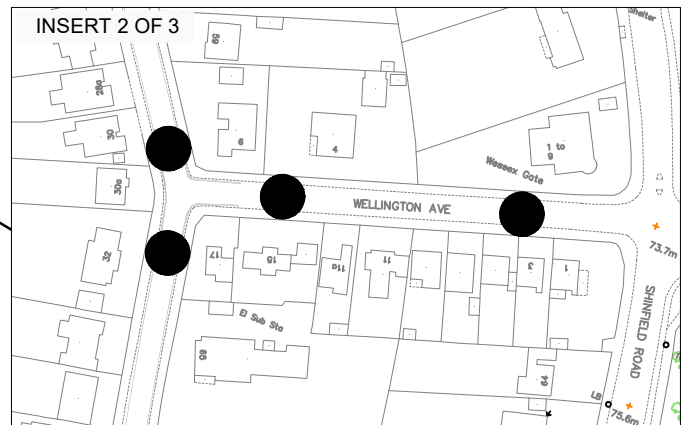 INSERT 2 OF 3
Shelter
59
28a
30
6
4
1 to
9
Wessex Gate
30a
WELLINGTON AVE
73.7m
32
17
15
11a
11
3
1
SHINFIELD ROAD
El Sub Sta
65
64
LB
75.6m